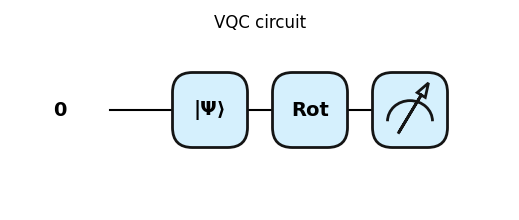 VQC circuit
0 |Ψ⟩ Rot